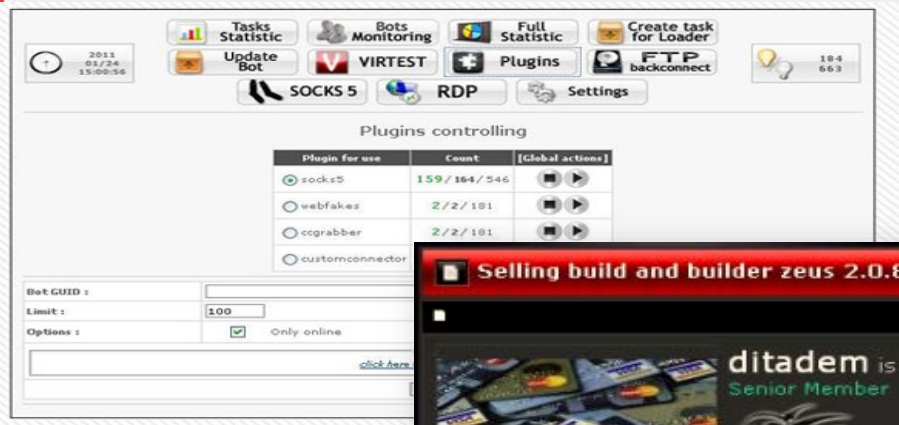 Tasks Statistic
Bots Monitoring
Full Statistic
Create task for Loader
2011
01/24
15:00:56
Update Bot
VIRTEST
Plugins
FTP backconnect
184
663
SOCKS 5
RDP
Settings
Plugins controlling
Plugin for use Count [Global actions]
socks5 159/164/546
webfakes 2/2/181
ccgrabber 2/2/181
customconnector
Bot GUID :
Limit : 100
Options : Only online
click here
Selling build and builder zeus 2.0.8
ditadem is
Senior Member